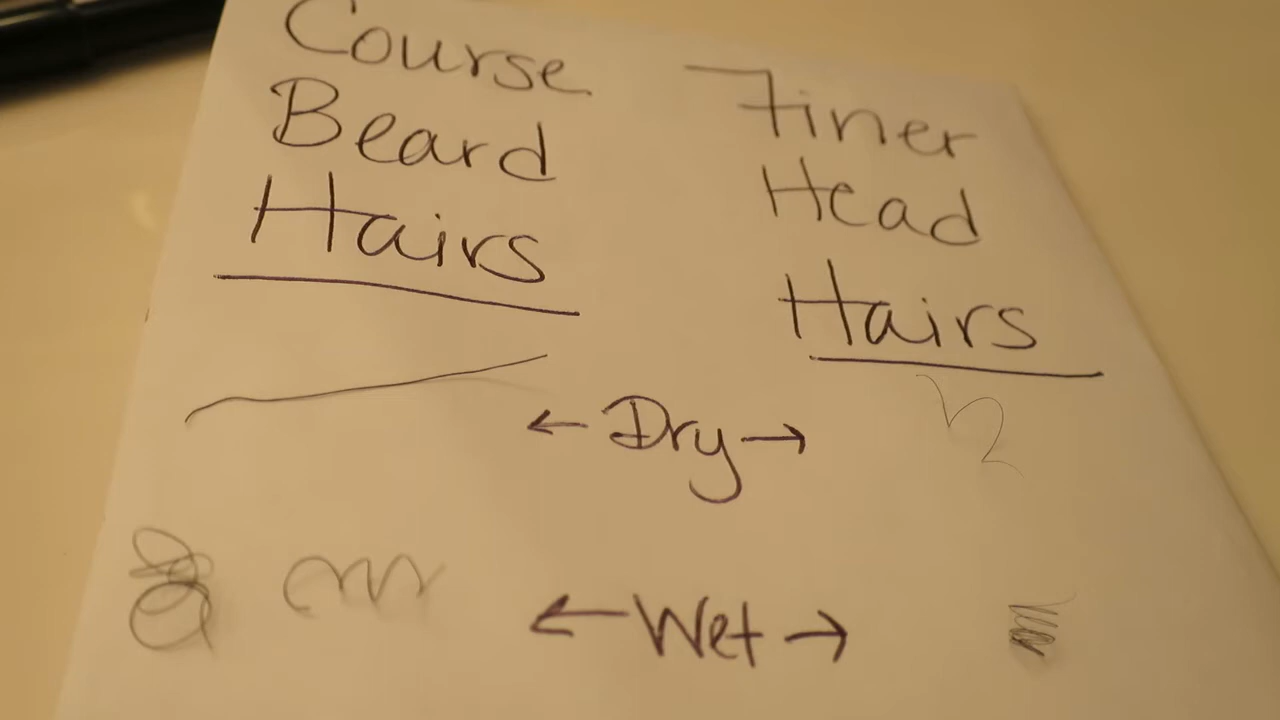 Course
Beard
Hairs
Finer
Head
Hairs
← Dry →
← Wet →